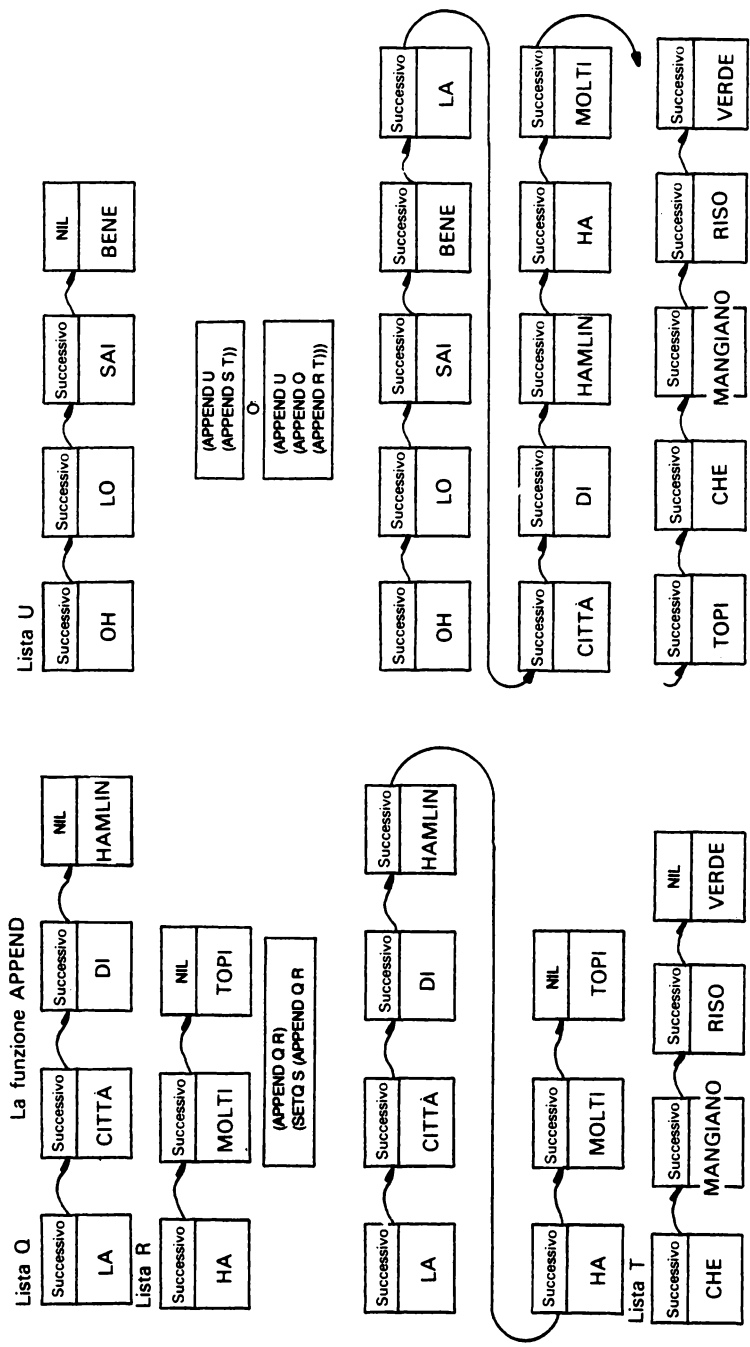 La funzione APPEND
Lista Q
Successivo Successivo Successivo NIL
LA CITTÀ DI HAMLIN
Lista R
Successivo Successivo NIL
HA MOLTI TOPI
(APPEND Q R)
(SETQ S (APPEND Q R
Successivo Successivo Successivo Successivo
LA CITTÀ DI HAMLIN
Successivo Successivo NIL
HA MOLTI TOPI
Lista T
Successivo Successivo Successivo NIL
CHE MANGIANO RISO VERDE
Lista U
Successivo Successivo Successivo NIL
OH LO SAI BENE
(APPEND U
(APPEND S T))
O
(APPEND U
(APPEND Q
(APPEND R T)))
Successivo Successivo Successivo Successivo Successivo
OH LO SAI BENE LA
Successivo Successivo Successivo Successivo Successivo
CITTÀ DI HAMLIN HA MOLTI
Successivo Successivo Successivo Successivo Successivo
TOPI CHE MANGIANO RISO VERDE